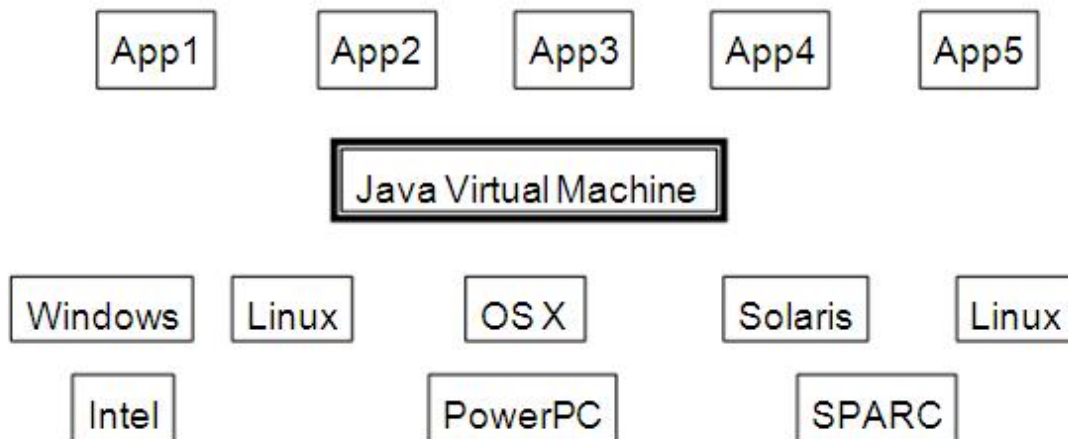 App1 App2 App3 App4 App5
Java Virtual Machine
Windows Linux OS X Solaris Linux
Intel PowerPC SPARC